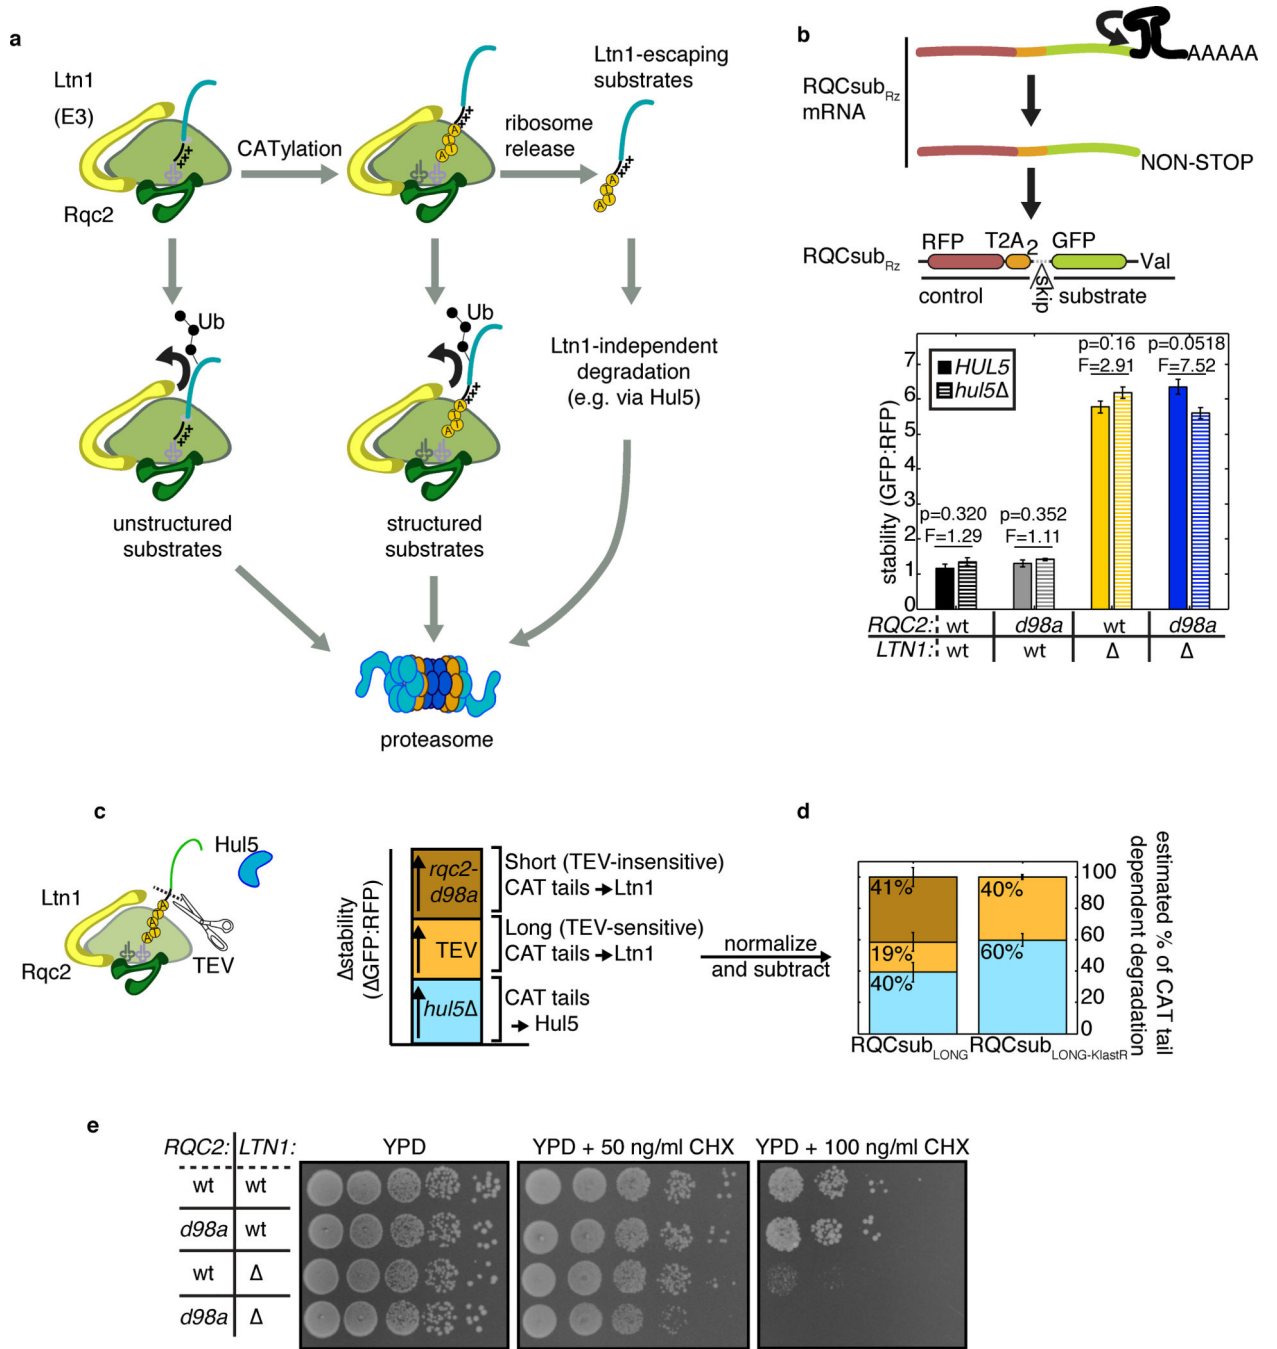 a
Ltn1
(E3)
Rqc2
CATylation
ribosome
release
Ltn1-escaping
substrates
A
T
A
A
T
A
Ub
Ub
A
T
A
Ltn1-independent
degradation
(e.g. via Hul5)
unstructured
substrates
structured
substrates
proteasome
b
RQCsubRz
mRNA
AAAAA
NON-STOP
RQCsubRz
RFP T2A2 GFP
Val
control skip substrate
stability (GFP:RFP)
7
6
5
4
3
2
1
0
HUL5
hul5Δ
p=0.320
F=1.29
p=0.352
F=1.11
p=0.16
F=2.91
p=0.0518
F=7.52
RQC2: wt d98a wt d98a
LTN1: wt wt Δ Δ
c
Hul5
Ltn1
A
T
A
Rqc2
TEV
Δstability
(ΔGFP:RFP)
rqc2-
d98a
TEV
hul5Δ
Short (TEV-insensitive)
CAT tails → Ltn1
Long (TEV-sensitive)
CAT tails → Ltn1
CAT tails
→ Hul5
normalize
and subtract
d
41%
19%
40%
40%
60%
100
80
60
40
20
0
estimated % of CAT tail
dependent degradation
RQCsubLONG RQCsubLONG-KlastR
e
RQC2: LTN1: YPD YPD + 50 ng/ml CHX YPD + 100 ng/ml CHX
wt wt
d98a wt
wt Δ
d98a Δ